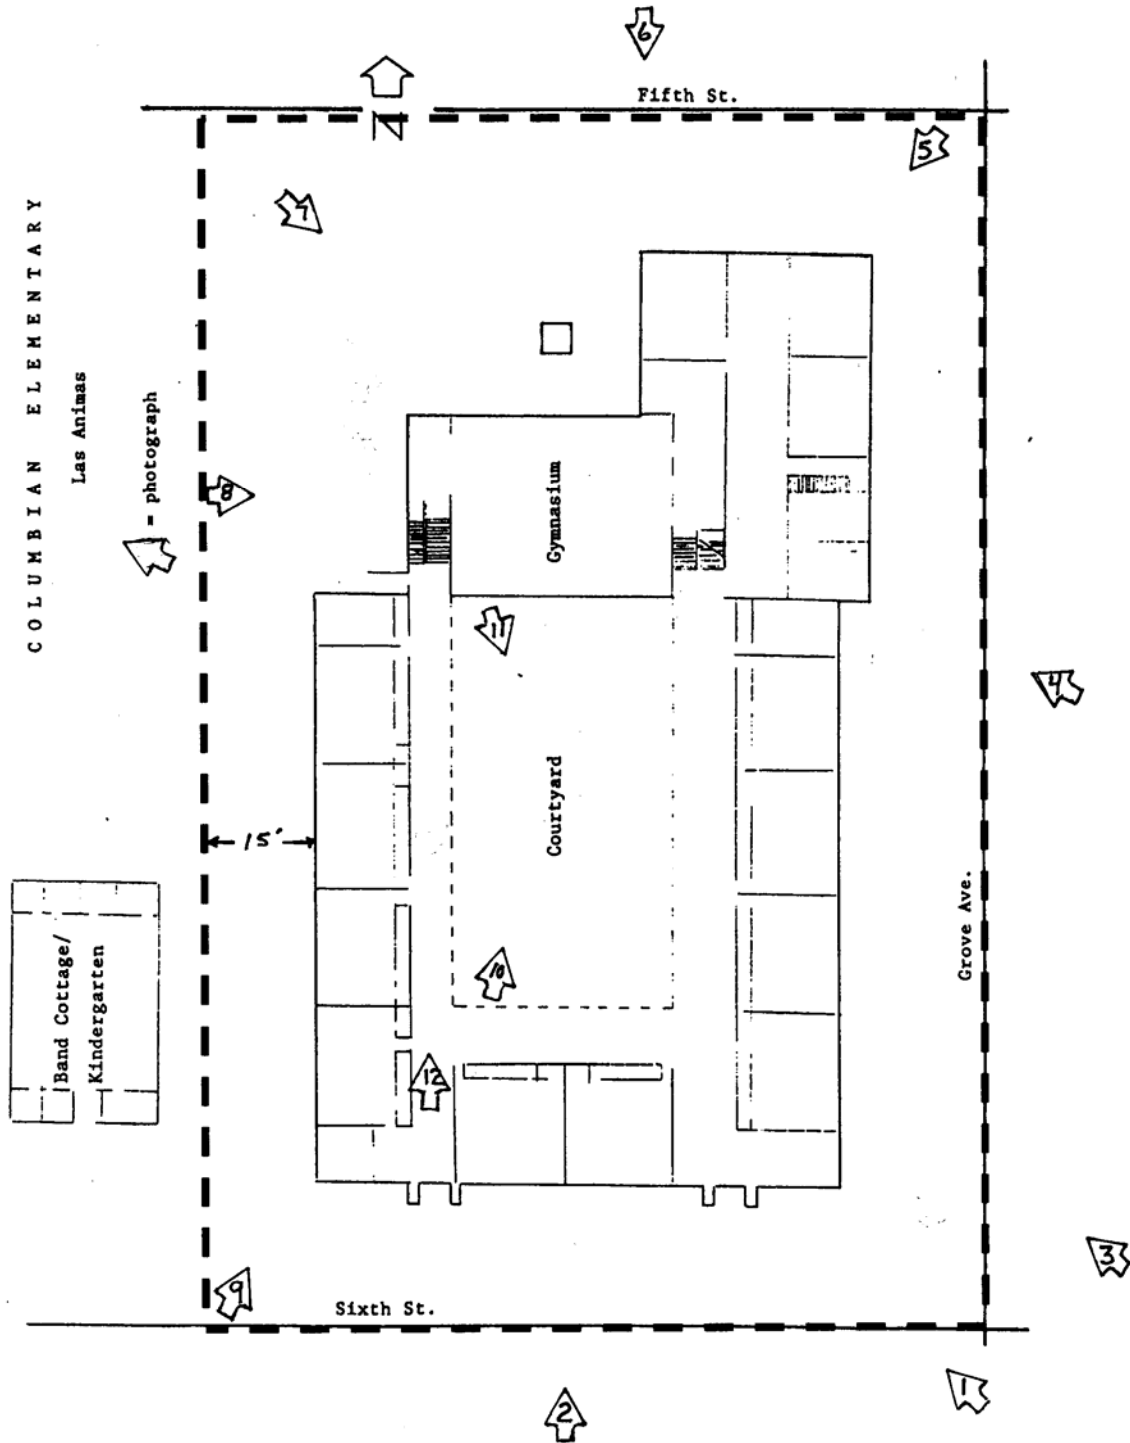 COLUMBIAN ELEMENTARY
Las Animas
= photograph
6
N
Fifth St.
5
7
8
Gymnasium
11
4
Courtyard
15'
Band Cottage/
Kindergarten
10
Grove Ave.
12
3
9
Sixth St.
1
2